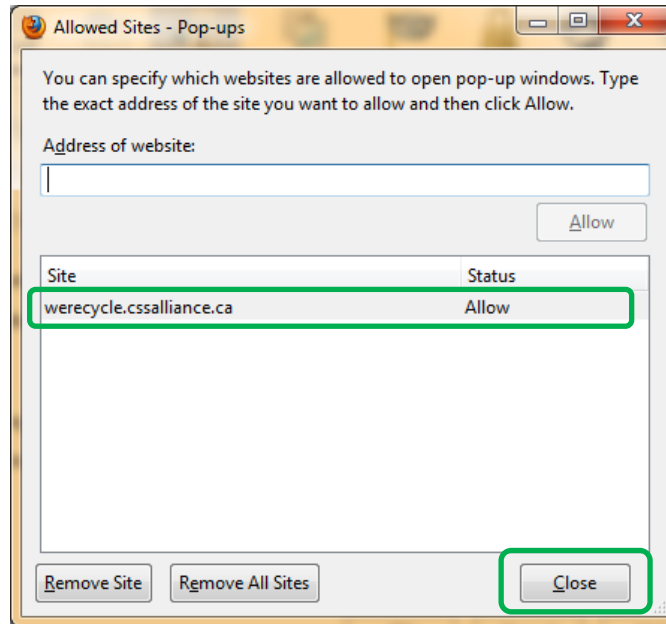 Allowed Sites - Pop-ups
You can specify which websites are allowed to open pop-up windows. Type
the exact address of the site you want to allow and then click Allow.
Address of website:
Allow
Site Status
werecycle.cssalliance.ca Allow
Remove Site Remove All Sites Close